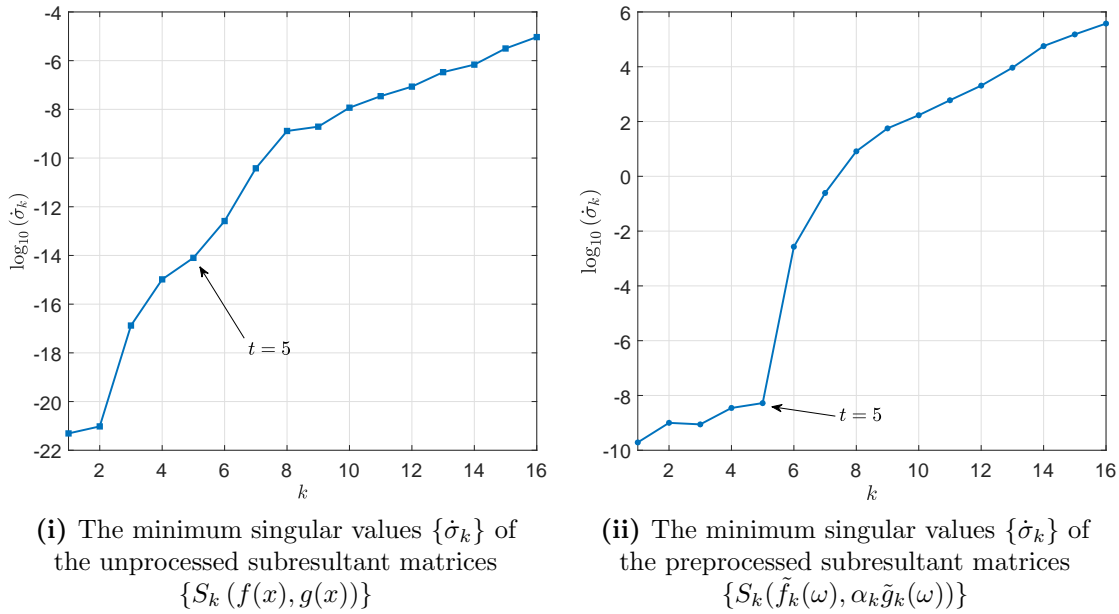 -4
-6
-8
-10
-12
-14
-16
-18
-20
-22
log₁₀ (σ̇ₖ)
t = 5
2 4 6 8 10 12 14 16
k
(i) The minimum singular values {σ̇ₖ} of
the unprocessed subresultant matrices
{Sₖ (f(x), g(x))}
6
4
2
0
-2
-4
-6
-8
-10
log₁₀ (σ̇ₖ)
t = 5
2 4 6 8 10 12 14 16
k
(ii) The minimum singular values {σ̇ₖ} of
the preprocessed subresultant matrices
{Sₖ(f̃ₖ(ω), αₖg̃ₖ(ω))}